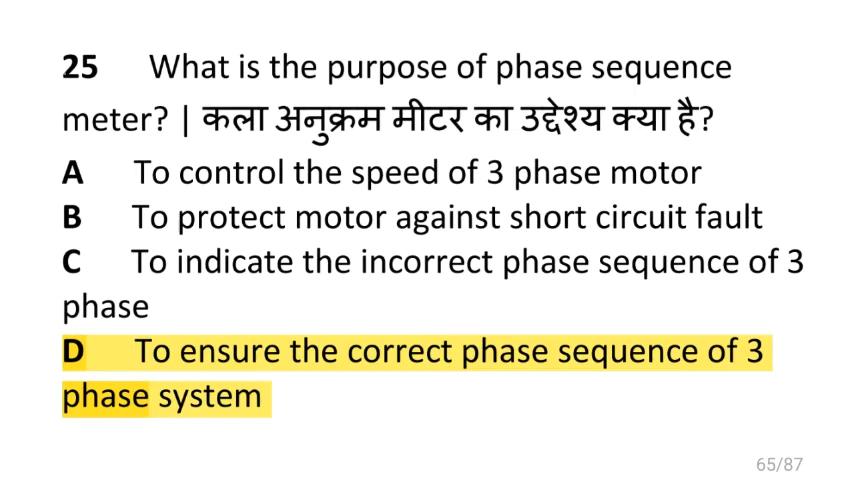 25 What is the purpose of phase sequence
meter? | कला अनुक्रम मीटर का उद्देश्य क्या है?
A To control the speed of 3 phase motor
B To protect motor against short circuit fault
C To indicate the incorrect phase sequence of 3
phase
D To ensure the correct phase sequence of 3
phase system
65/87